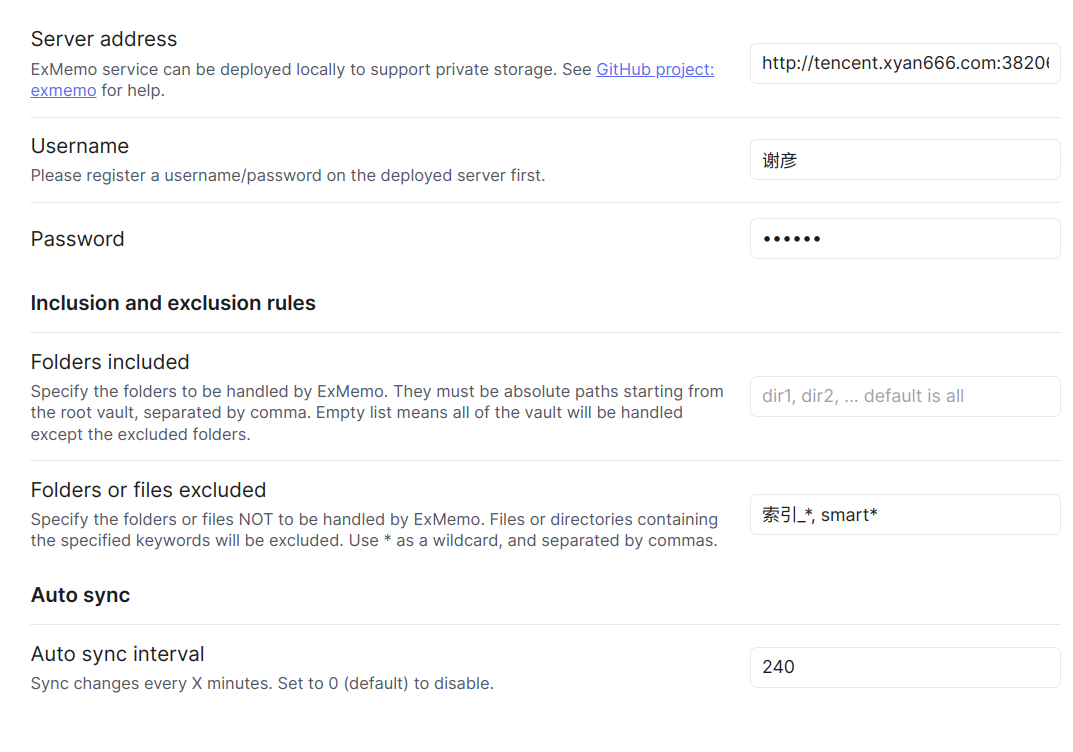 Server address
ExMemo service can be deployed locally to support private storage. See GitHub project:
exmemo for help.
http://tencent.xyan666.com:38206
Username
Please register a username/password on the deployed server first.
谢彦
Password
••••••
Inclusion and exclusion rules
Folders included
Specify the folders to be handled by ExMemo. They must be absolute paths starting from
the root vault, separated by comma. Empty list means all of the vault will be handled
except the excluded folders.
dir1, dir2, ... default is all
Folders or files excluded
Specify the folders or files NOT to be handled by ExMemo. Files or directories containing
the specified keywords will be excluded. Use * as a wildcard, and separated by commas.
索引_*, smart*
Auto sync
Auto sync interval
Sync changes every X minutes. Set to 0 (default) to disable.
240